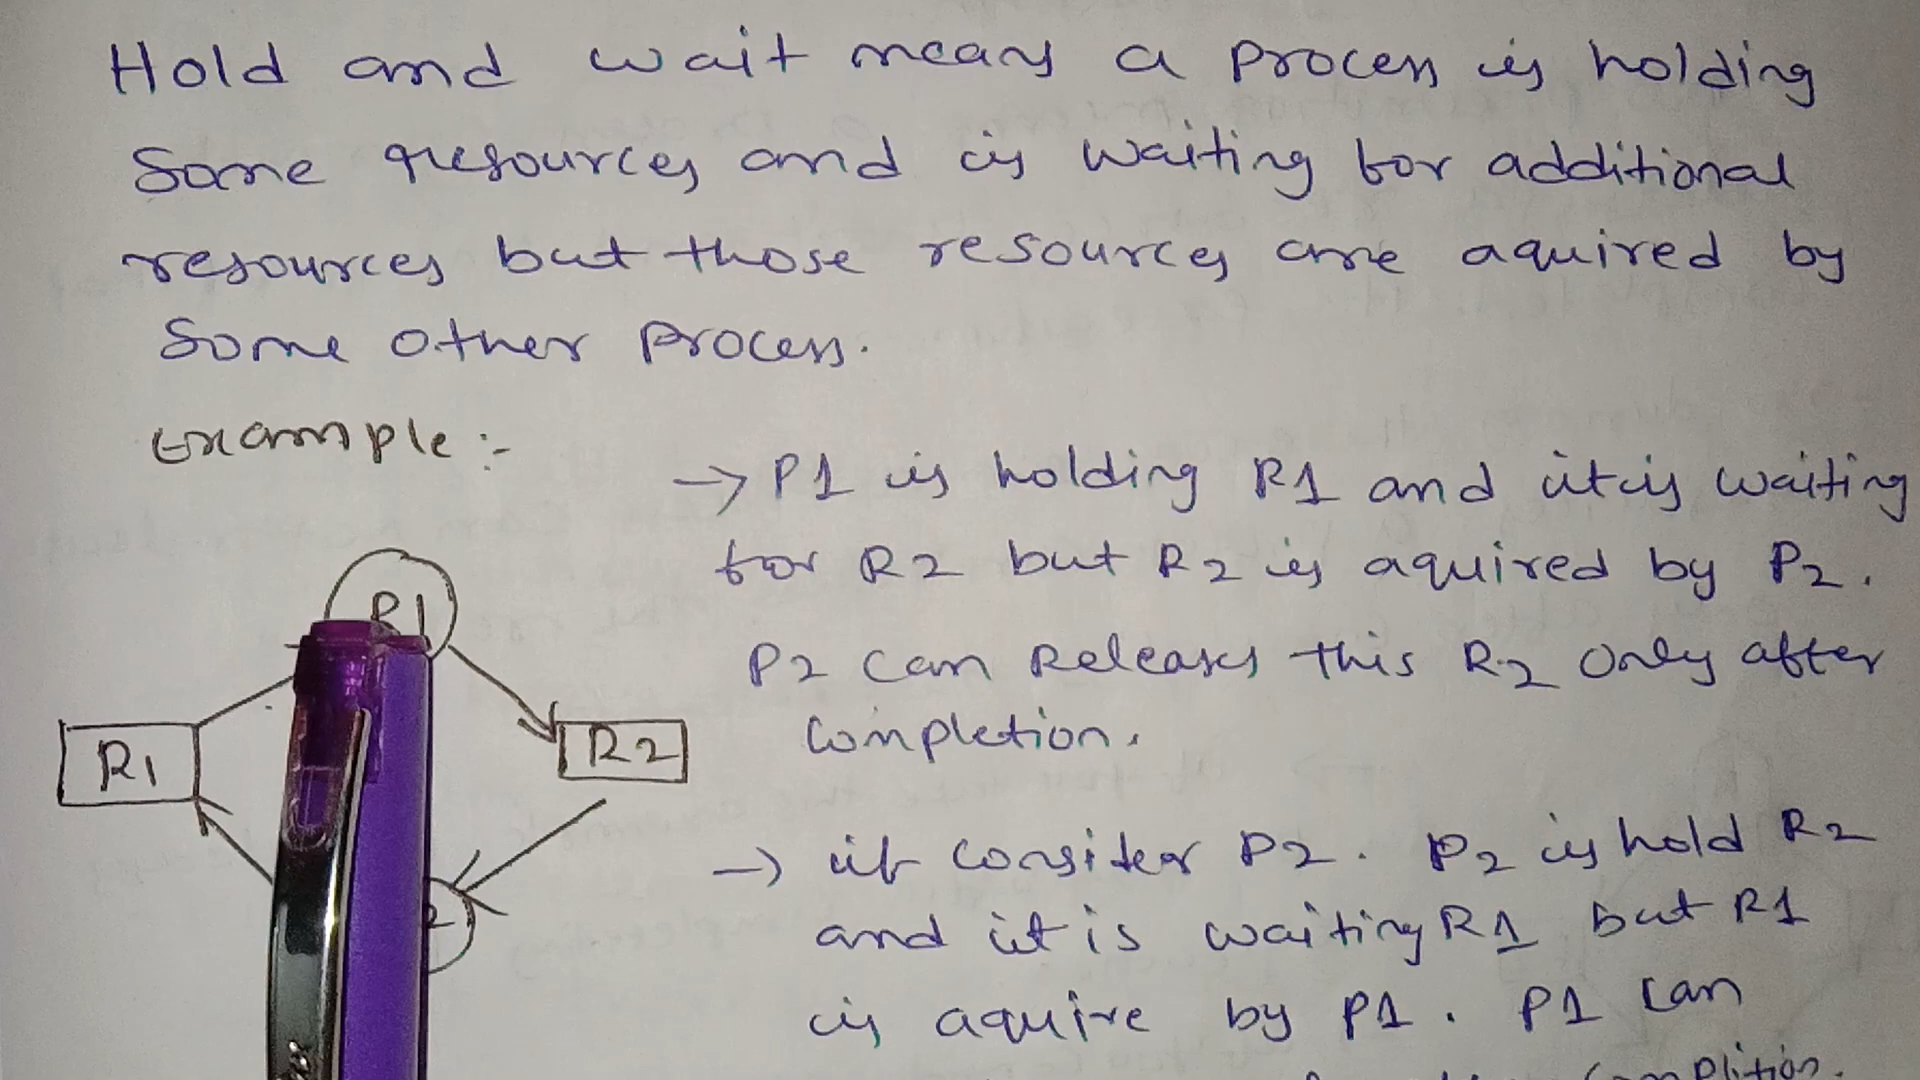 Hold and wait means a process is holding
Some resources and is waiting for additional
resources but those resources are aquired by
Some other process.
Example :-
→ P1 is holding R1 and it is waiting
for R2 but R2 is aquired by P2.
P2 can Releases this R2 Only after
Completion.
P1
R1
R2
2
→ if consider P2. P2 is hold R2
and it is waiting R1 but R1
is aquire by P1. P1 can
Complition.